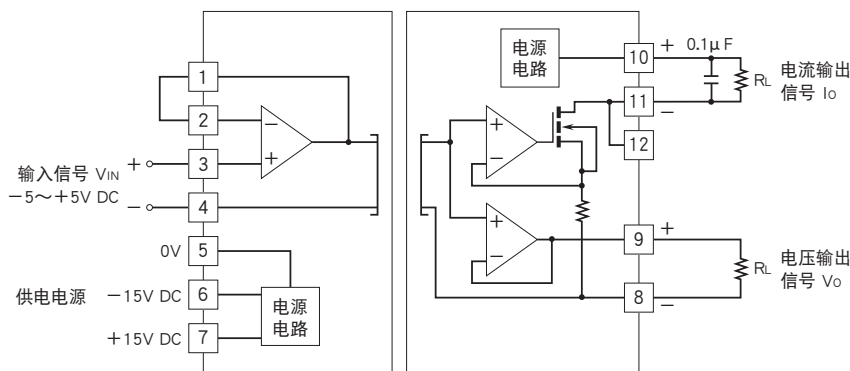 1
2
3
4
5
6
7
输入信号 VIN
−5～＋5V DC
+
−
0V
供电电源
−15V DC
＋15V DC
电源
电路
−
+
电源
电路
10
11
12
9
8
+
0.1μF
−
RL
电流输出
信号 IO
+
−
+
−
+
−
RL
电压输出
信号 VO